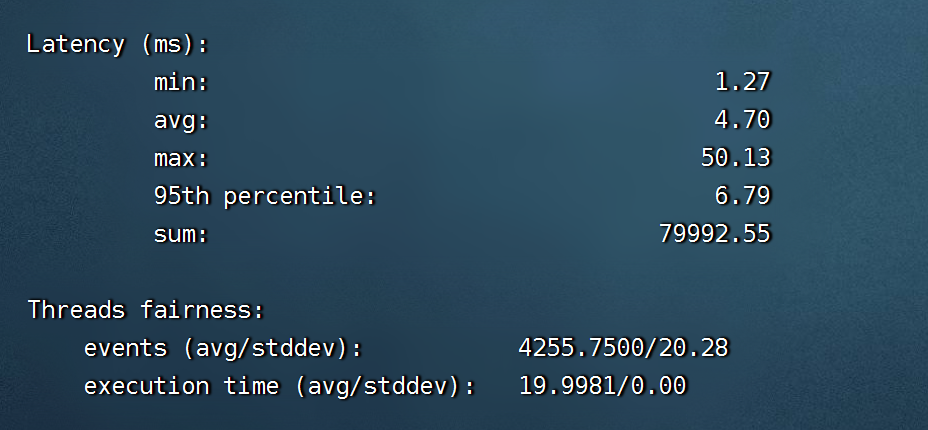 Latency (ms):
min: 1.27
avg: 4.70
max: 50.13
95th percentile: 6.79
sum: 79992.55
Threads fairness:
events (avg/stddev): 4255.7500/20.28
execution time (avg/stddev): 19.9981/0.00